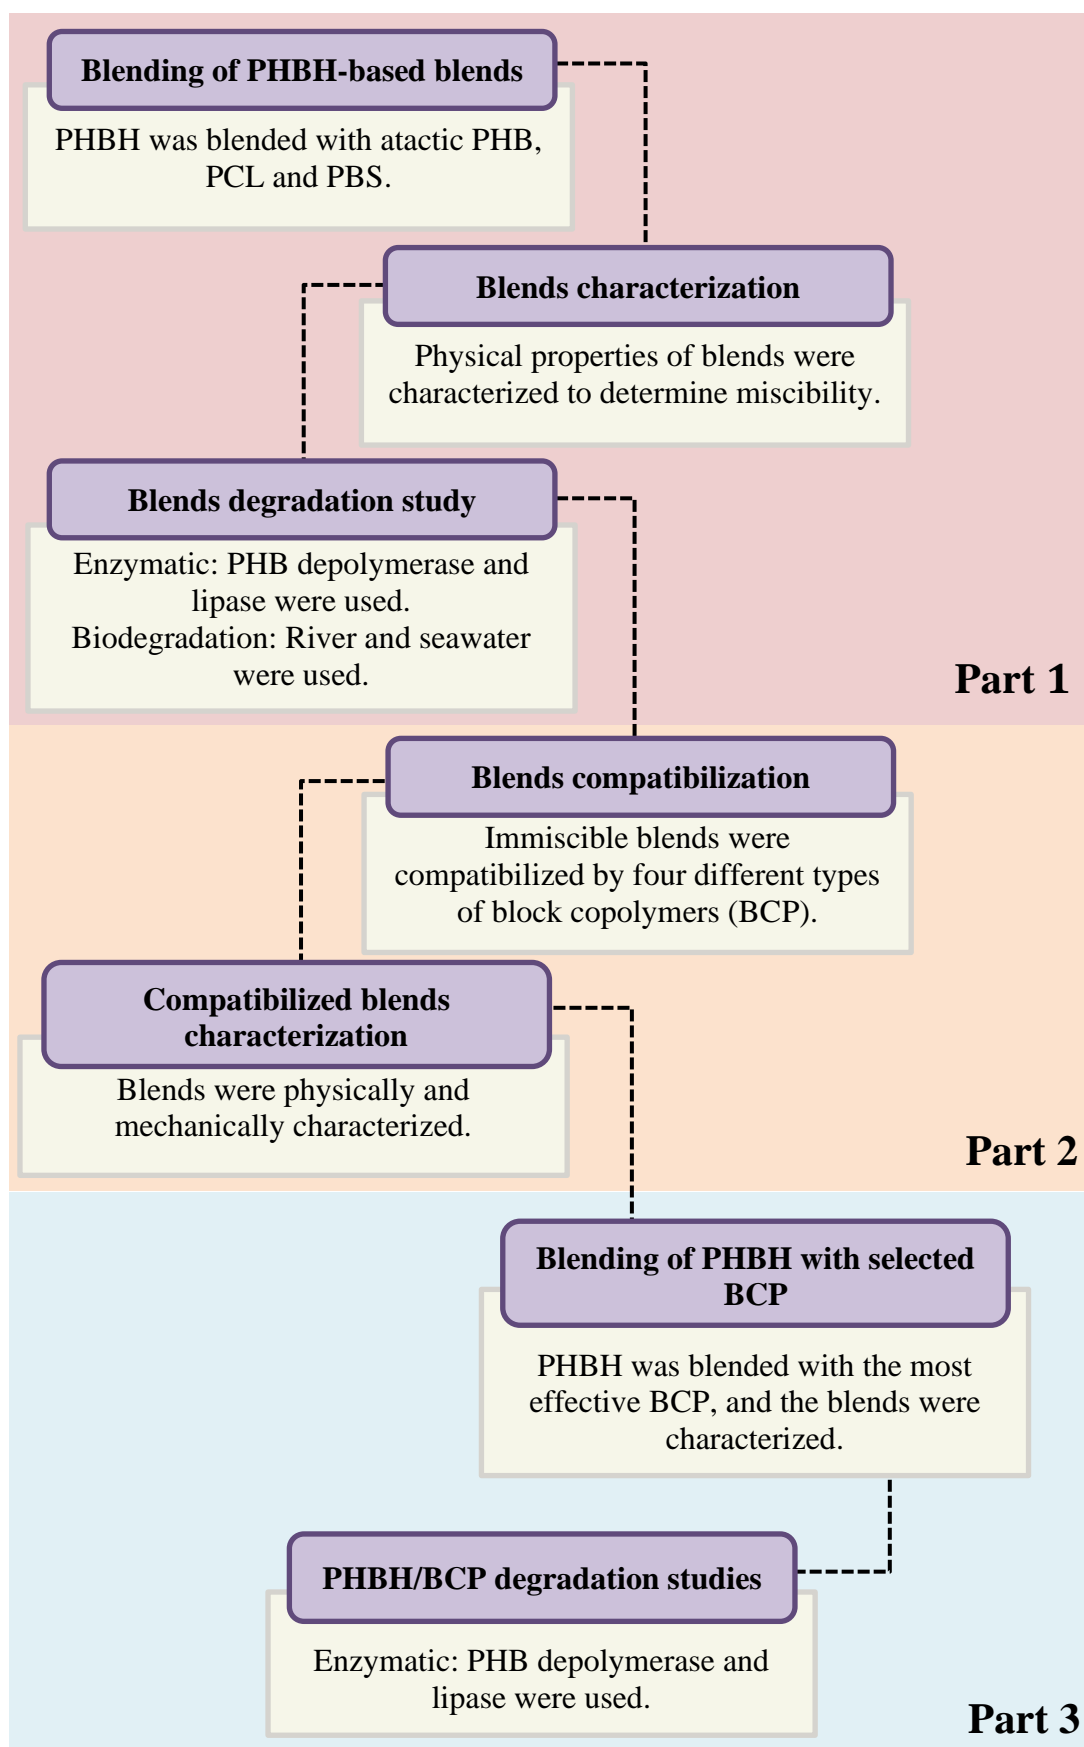 Blending of PHBH-based blends
PHBH was blended with atactic PHB,
PCL and PBS.
Blends characterization
Physical properties of blends were
characterized to determine miscibility.
Blends degradation study
Enzymatic: PHB depolymerase and
lipase were used.
Biodegradation: River and seawater
were used.
Part 1
Blends compatibilization
Immiscible blends were
compatibilized by four different types
of block copolymers (BCP).
Compatibilized blends
characterization
Blends were physically and
mechanically characterized.
Part 2
Blending of PHBH with selected
BCP
PHBH was blended with the most
effective BCP, and the blends were
characterized.
PHBH/BCP degradation studies
Enzymatic: PHB depolymerase and
lipase were used.
Part 3